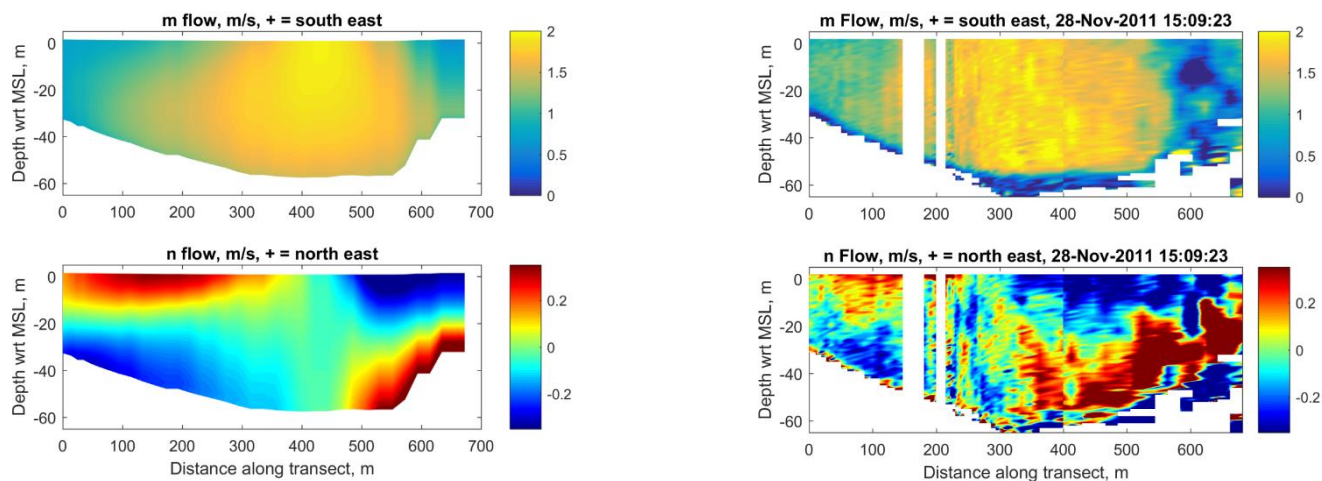 m flow, m/s, + = south east
Depth wrt MSL, m
0
-20
-40
-60
0 100 200 300 400 500 600 700
2
1.5
1
0.5
0
m Flow, m/s, + = south east, 28-Nov-2011 15:09:23
Depth wrt MSL, m
0
-20
-40
-60
0 100 200 300 400 500 600
2
1.5
1
0.5
0
n flow, m/s, + = north east
Depth wrt MSL, m
0
-20
-40
-60
0 100 200 300 400 500 600 700
Distance along transect, m
0.2
0
-0.2
n Flow, m/s, + = north east, 28-Nov-2011 15:09:23
Depth wrt MSL, m
0
-20
-40
-60
0 100 200 300 400 500 600
Distance along transect, m
0.2
0
-0.2